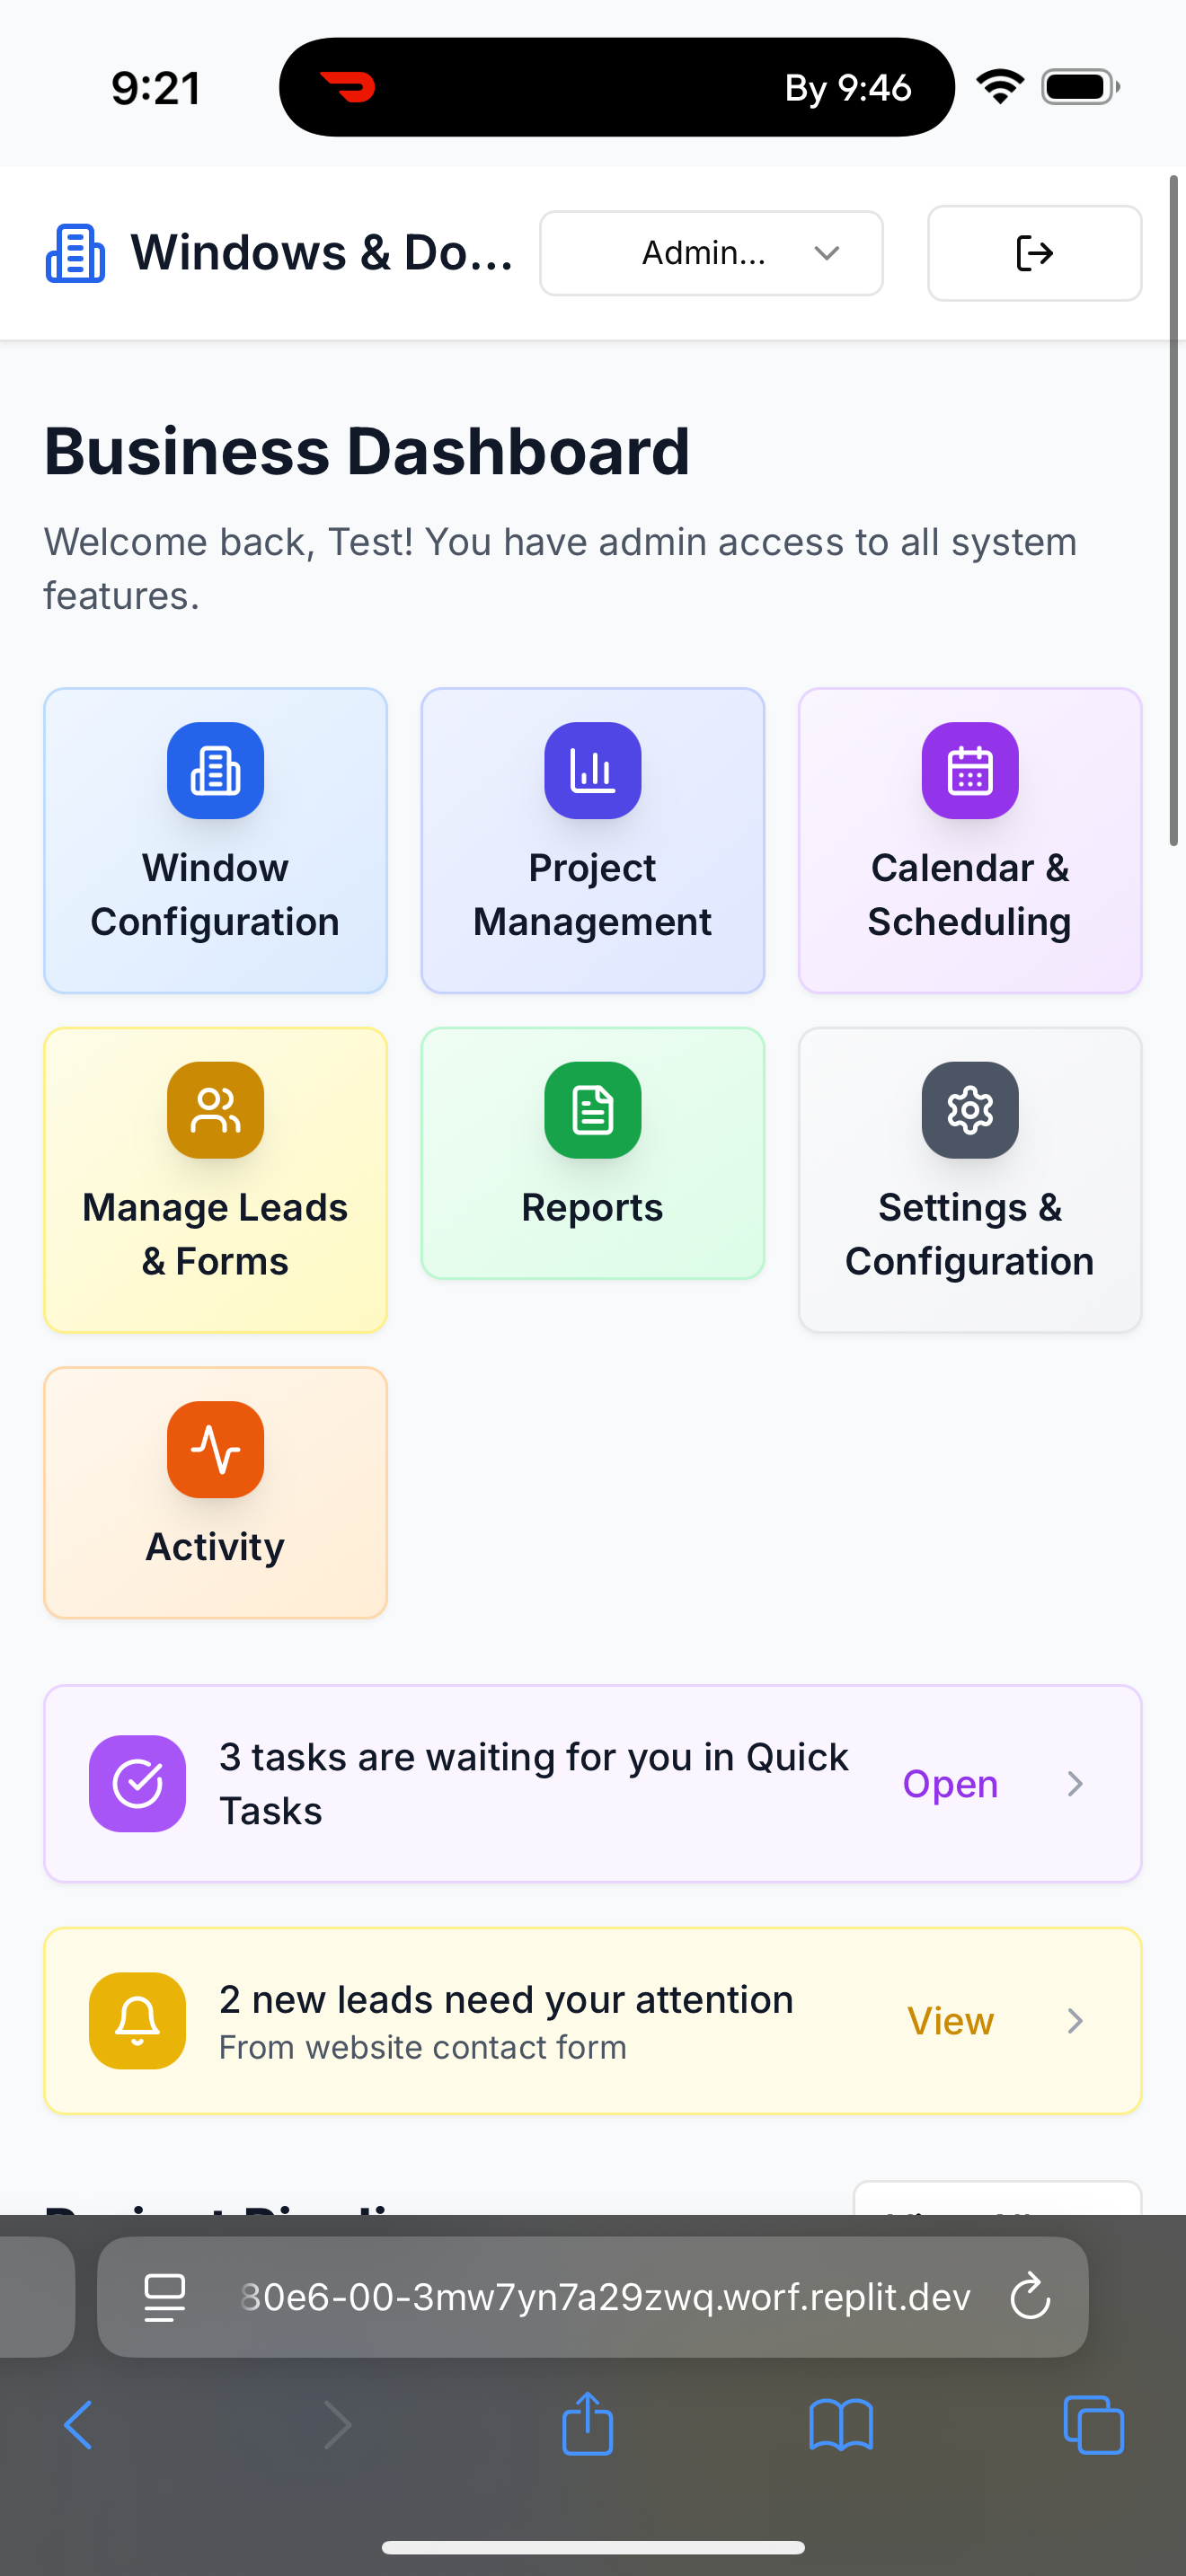 9:21
By 9:46
Windows & Do...
Admin...
Business Dashboard
Welcome back, Test! You have admin access to all system
features.
Window
Configuration
Project
Management
Calendar &
Scheduling
Manage Leads
& Forms
Reports
Settings &
Configuration
Activity
3 tasks are waiting for you in Quick
Tasks
Open
2 new leads need your attention
From website contact form
View
80e6-00-3mw7yn7a29zwq.worf.replit.dev